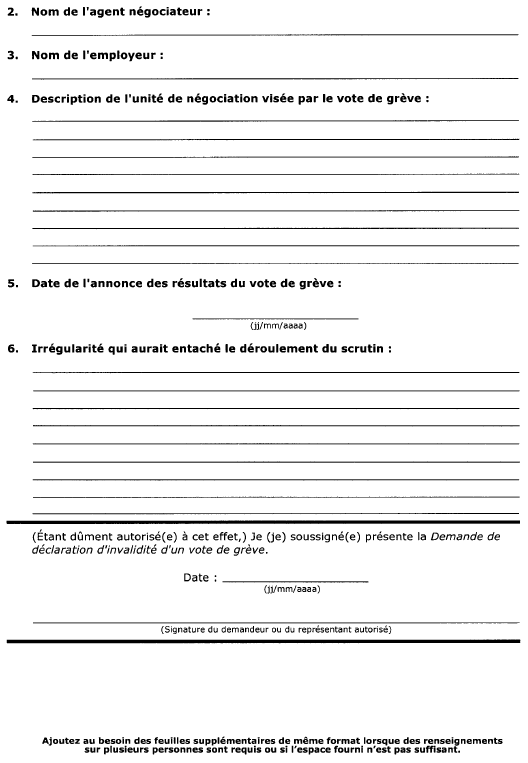 2. Nom de l'agent négociateur :
3. Nom de l'employeur :
4. Description de l'unité de négociation visée par le vote de grève :
5. Date de l'annonce des résultats du vote de grève :
(jj/mm/aaaa)
6. Irrégularité qui aurait entaché le déroulement du scrutin :
(Étant dûment autorisé(e) à cet effet,) Je (je) soussigné(e) présente la Demande de
déclaration d'invalidité d'un vote de grève.
Date :
(jj/mm/aaaa)
(Signature du demandeur ou du représentant autorisé)
Ajoutez au besoin des feuilles supplémentaires de même format lorsque des renseignements
sur plusieurs personnes sont requis ou si l'espace fourni n'est pas suffisant.